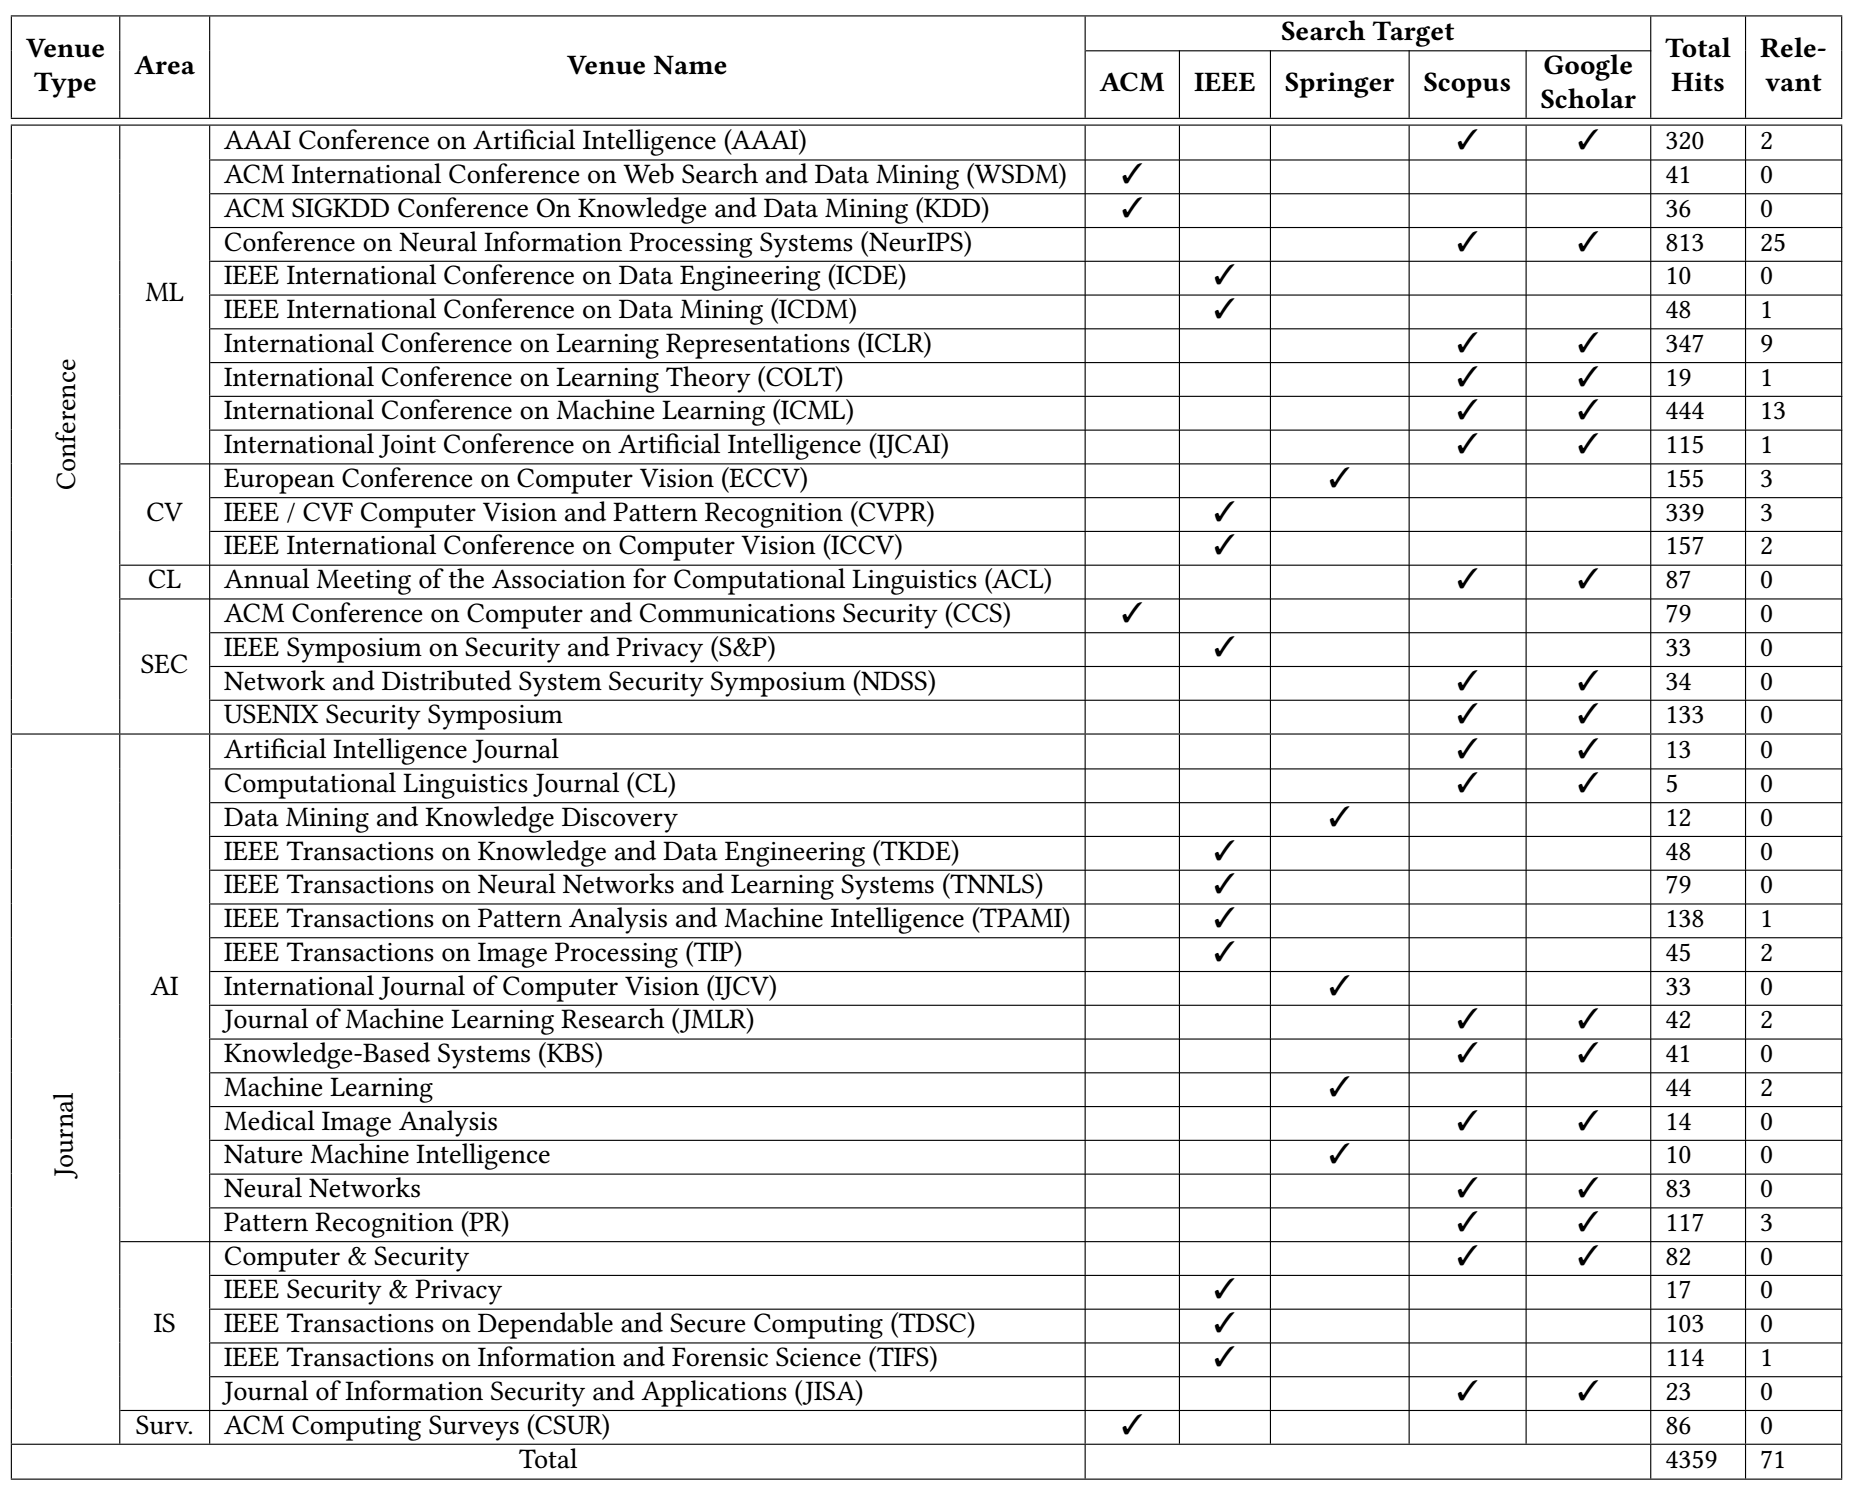 Venue Type Area Venue Name Search Target Total Hits Rele-vant
ACM IEEE Springer Scopus Google Scholar
Conference
ML
AAAI Conference on Artificial Intelligence (AAAI) ✓ ✓ 320 2
ACM International Conference on Web Search and Data Mining (WSDM) ✓ 41 0
ACM SIGKDD Conference On Knowledge and Data Mining (KDD) ✓ 36 0
Conference on Neural Information Processing Systems (NeurIPS) ✓ ✓ 813 25
IEEE International Conference on Data Engineering (ICDE) ✓ 10 0
IEEE International Conference on Data Mining (ICDM) ✓ 48 1
International Conference on Learning Representations (ICLR) ✓ ✓ 347 9
International Conference on Learning Theory (COLT) ✓ ✓ 19 1
International Conference on Machine Learning (ICML) ✓ ✓ 444 13
International Joint Conference on Artificial Intelligence (IJCAI) ✓ ✓ 115 1
CV
European Conference on Computer Vision (ECCV) ✓ 155 3
IEEE / CVF Computer Vision and Pattern Recognition (CVPR) ✓ 339 3
IEEE International Conference on Computer Vision (ICCV) ✓ 157 2
CL Annual Meeting of the Association for Computational Linguistics (ACL) ✓ ✓ 87 0
SEC
ACM Conference on Computer and Communications Security (CCS) ✓ 79 0
IEEE Symposium on Security and Privacy (S&P) ✓ 33 0
Network and Distributed System Security Symposium (NDSS) ✓ ✓ 34 0
USENIX Security Symposium ✓ ✓ 133 0
Journal
AI
Artificial Intelligence Journal ✓ ✓ 13 0
Computational Linguistics Journal (CL) ✓ ✓ 5 0
Data Mining and Knowledge Discovery ✓ 12 0
IEEE Transactions on Knowledge and Data Engineering (TKDE) ✓ 48 0
IEEE Transactions on Neural Networks and Learning Systems (TNNLS) ✓ 79 0
IEEE Transactions on Pattern Analysis and Machine Intelligence (TPAMI) ✓ 138 1
IEEE Transactions on Image Processing (TIP) ✓ 45 2
International Journal of Computer Vision (IJCV) ✓ 33 0
Journal of Machine Learning Research (JMLR) ✓ ✓ 42 2
Knowledge-Based Systems (KBS) ✓ ✓ 41 0
Machine Learning ✓ 44 2
Medical Image Analysis ✓ ✓ 14 0
Nature Machine Intelligence ✓ 10 0
Neural Networks ✓ ✓ 83 0
Pattern Recognition (PR) ✓ ✓ 117 3
IS
Computer & Security ✓ ✓ 82 0
IEEE Security & Privacy ✓ 17 0
IEEE Transactions on Dependable and Secure Computing (TDSC) ✓ 103 0
IEEE Transactions on Information and Forensic Science (TIFS) ✓ 114 1
Journal of Information Security and Applications (JISA) ✓ ✓ 23 0
Surv. ACM Computing Surveys (CSUR) ✓ 86 0
Total 4359 71